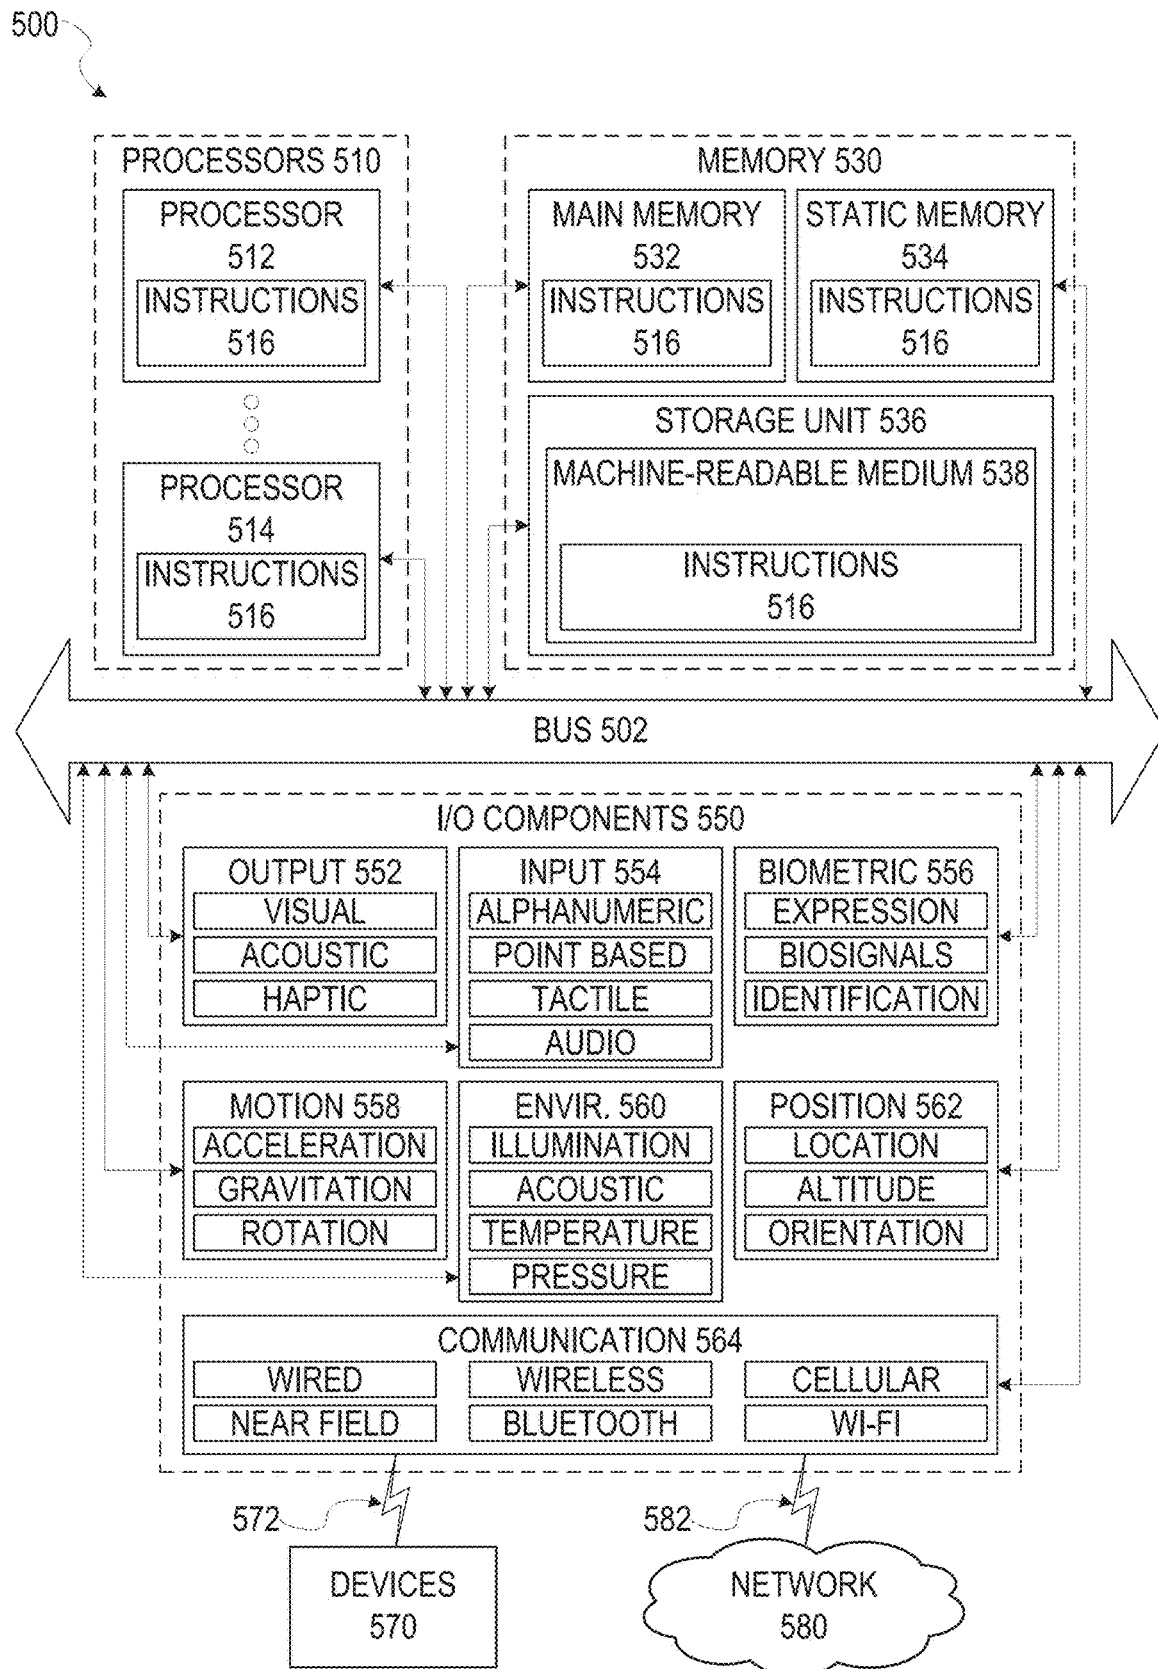 500
PROCESSORS 510
PROCESSOR
512
INSTRUCTIONS
516
PROCESSOR
514
INSTRUCTIONS
516
MEMORY 530
MAIN MEMORY
532
INSTRUCTIONS
516
STATIC MEMORY
534
INSTRUCTIONS
516
STORAGE UNIT 536
MACHINE-READABLE MEDIUM 538
INSTRUCTIONS
516
BUS 502
I/O COMPONENTS 550
OUTPUT 552
VISUAL
ACOUSTIC
HAPTIC
INPUT 554
ALPHANUMERIC
POINT BASED
TACTILE
AUDIO
BIOMETRIC 556
EXPRESSION
BIOSIGNALS
IDENTIFICATION
MOTION 558
ACCELERATION
GRAVITATION
ROTATION
ENVIR. 560
ILLUMINATION
ACOUSTIC
TEMPERATURE
PRESSURE
POSITION 562
LOCATION
ALTITUDE
ORIENTATION
COMMUNICATION 564
WIRED
WIRELESS
CELLULAR
NEAR FIELD
BLUETOOTH
WI-FI
572
582
DEVICES
570
NETWORK
580